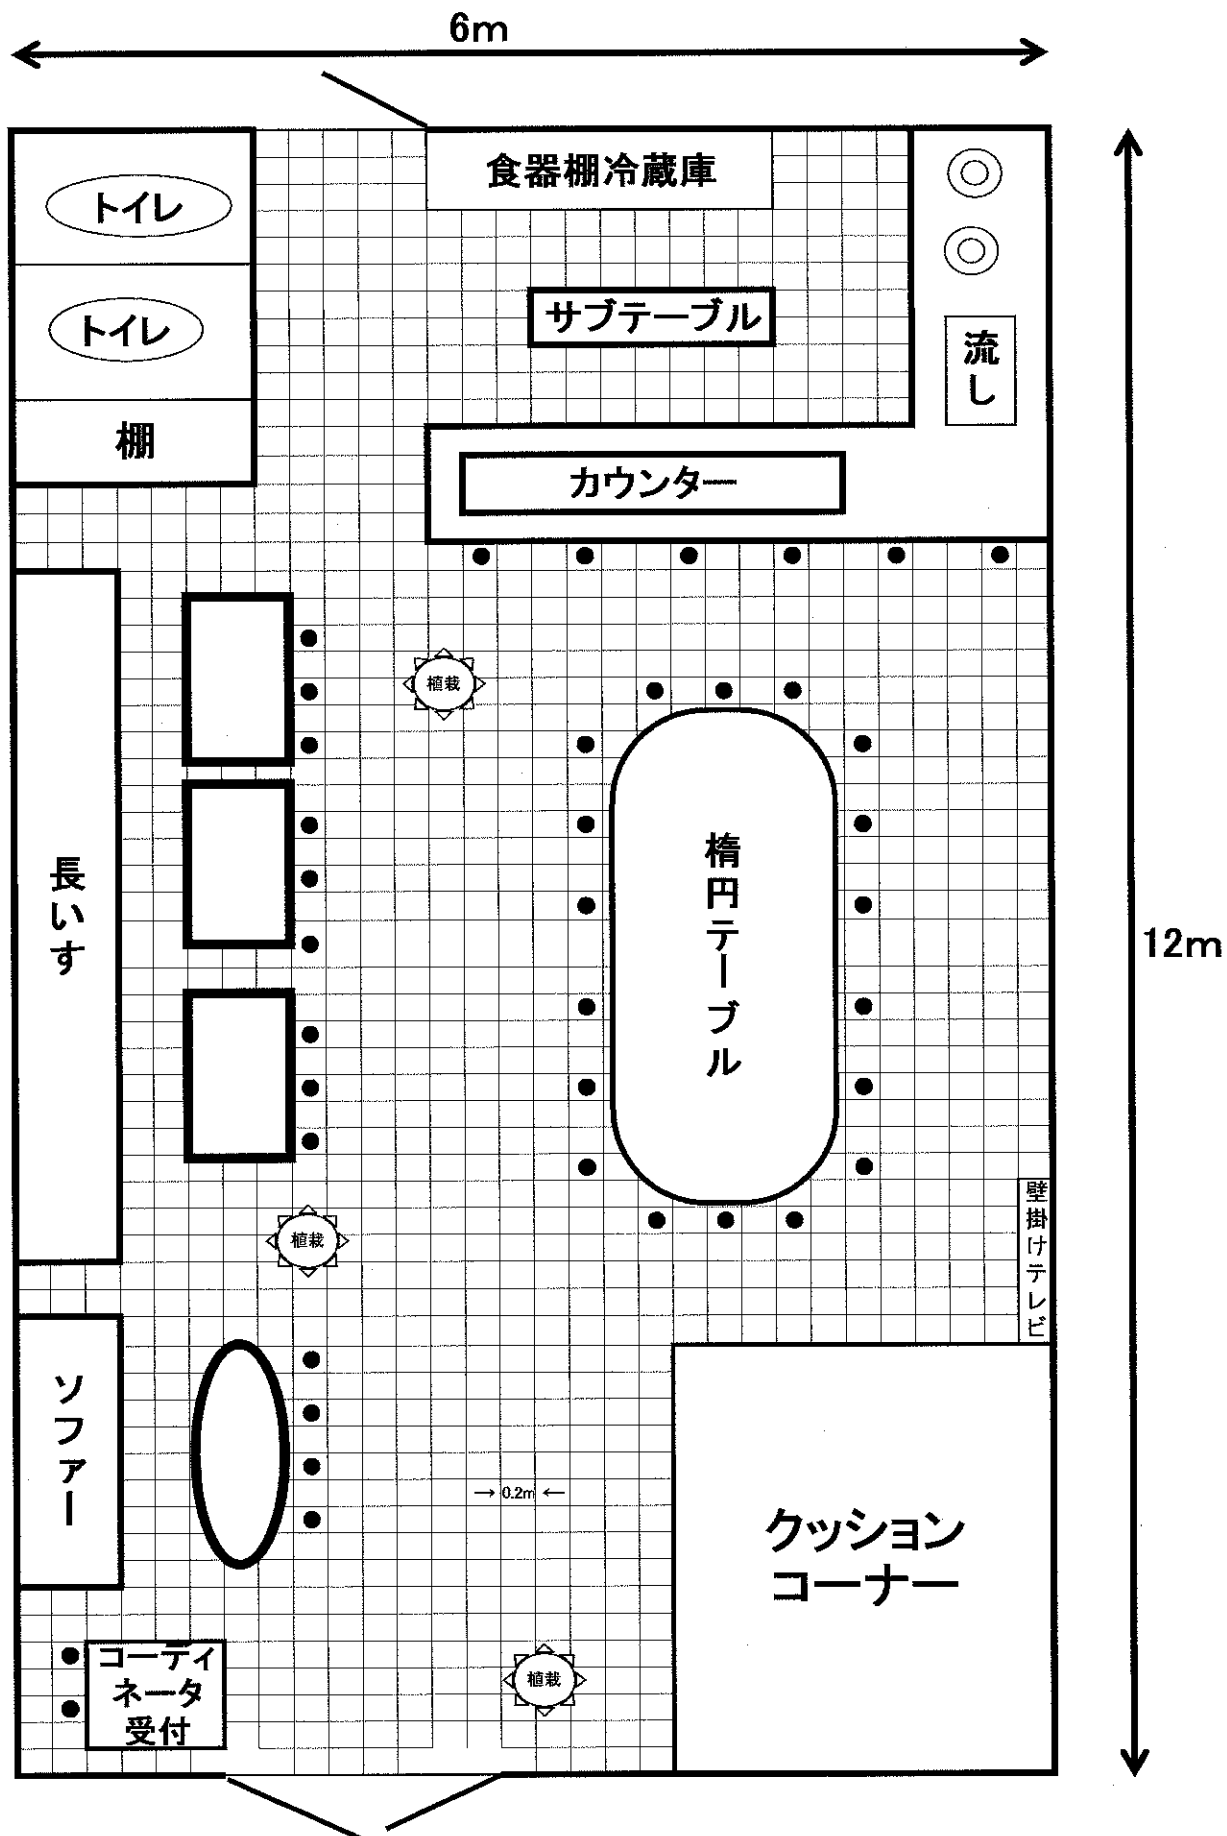 6m
食器棚冷蔵庫
トイレ
トイレ
サブテーブル
流し
棚
カウンター
植栽
長いす
楕円テーブル
12m
植栽
壁掛けテレビ
ソファー
→ 0.2m ←
クッション
コーナー
コーディ
ネータ
受付
植栽